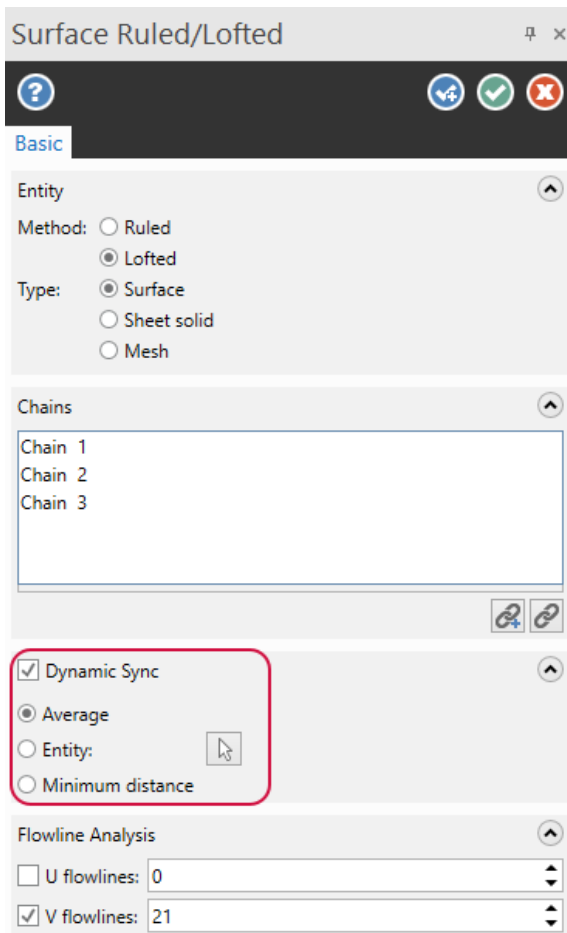 Surface Ruled/Lofted
Basic
Entity
Method: Ruled
Lofted
Type: Surface
Sheet solid
Mesh
Chains
Chain 1
Chain 2
Chain 3
Dynamic Sync
Average
Entity:
Minimum distance
Flowline Analysis
U flowlines: 0
V flowlines: 21